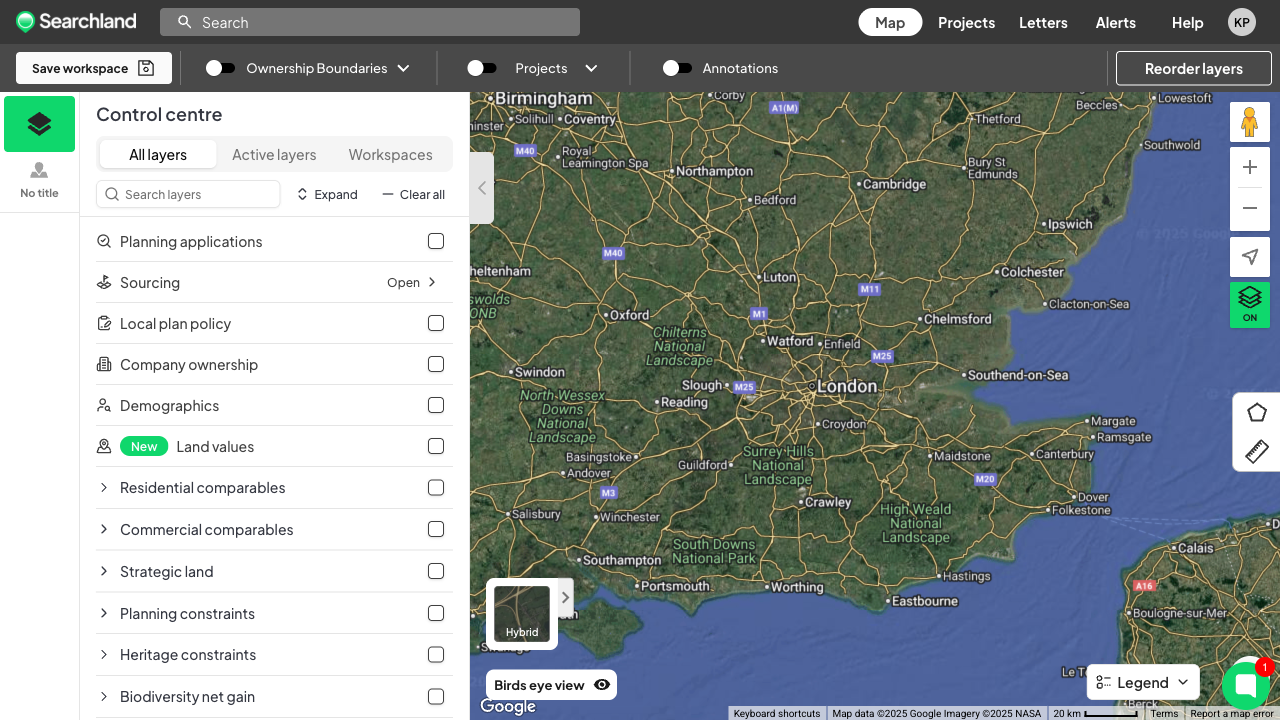 Searchland
Search
Map
Projects
Letters
Alerts
Help
KP
Save workspace
Ownership Boundaries
Projects
Annotations
Reorder layers
No title
Control centre
All layers
Active layers
Workspaces
Search layers
Expand
Clear all
Planning applications
Sourcing
Open
Local plan policy
Company ownership
Demographics
New
Land values
Residential comparables
Commercial comparables
Strategic land
Planning constraints
Heritage constraints
Biodiversity net gain
Birmingham
Corby
A1(M)
Beccles
Lowestoft
Solihull
Coventry
Thetford
M40
Royal
Leamington Spa
Southwold
Northampton
Bury St
Edmunds
Cambridge
Bedford
Ipswich
M40
Luton
Colchester
M11
Clacton-on-Sea
Oxford
M1
Chelmsford
Chilterns
National
Landscape
Watford
Enfield
M25
Swindon
Slough
M25
London
Southend-on-Sea
North Wessex
Downs
National
Landscape
Reading
Croydon
Margate
Ramsgate
Basingstoke
Guildford
Surrey Hills
National
Landscape
Maidstone
Canterbury
Andover
M20
M3
Crawley
Dover
Folkestone
Salisbury
Winchester
High Weald
National
Landscape
Southampton
South Downs
National Park
Calais
Portsmouth
Worthing
Hastings
Eastbourne
A16
Boulogne-sur-Mer
Hybrid
ON
Birds eye view
Legend
1
Berck
Google
Keyboard shortcuts
Map data ©2025 Google Imagery ©2025 NASA
20 km
Terms
Report a map error